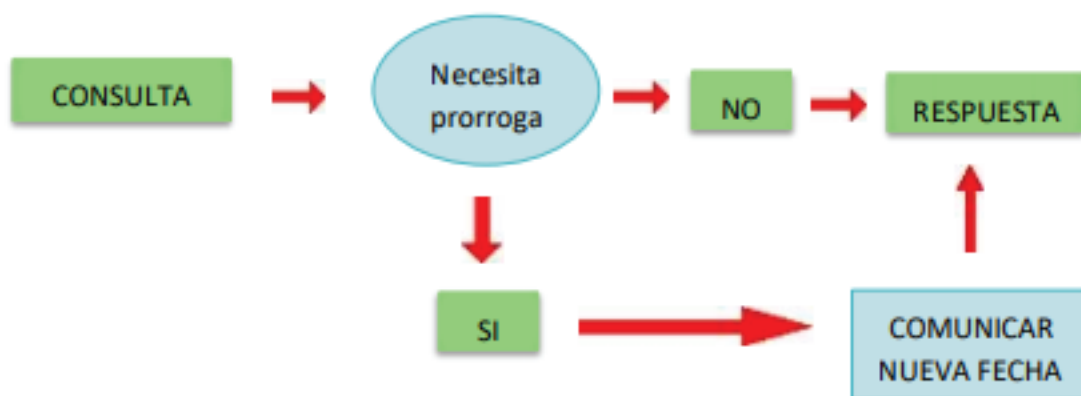 CONSULTA
Necesita
prorroga
NO
RESPUESTA
SI
COMUNICAR
NUEVA FECHA